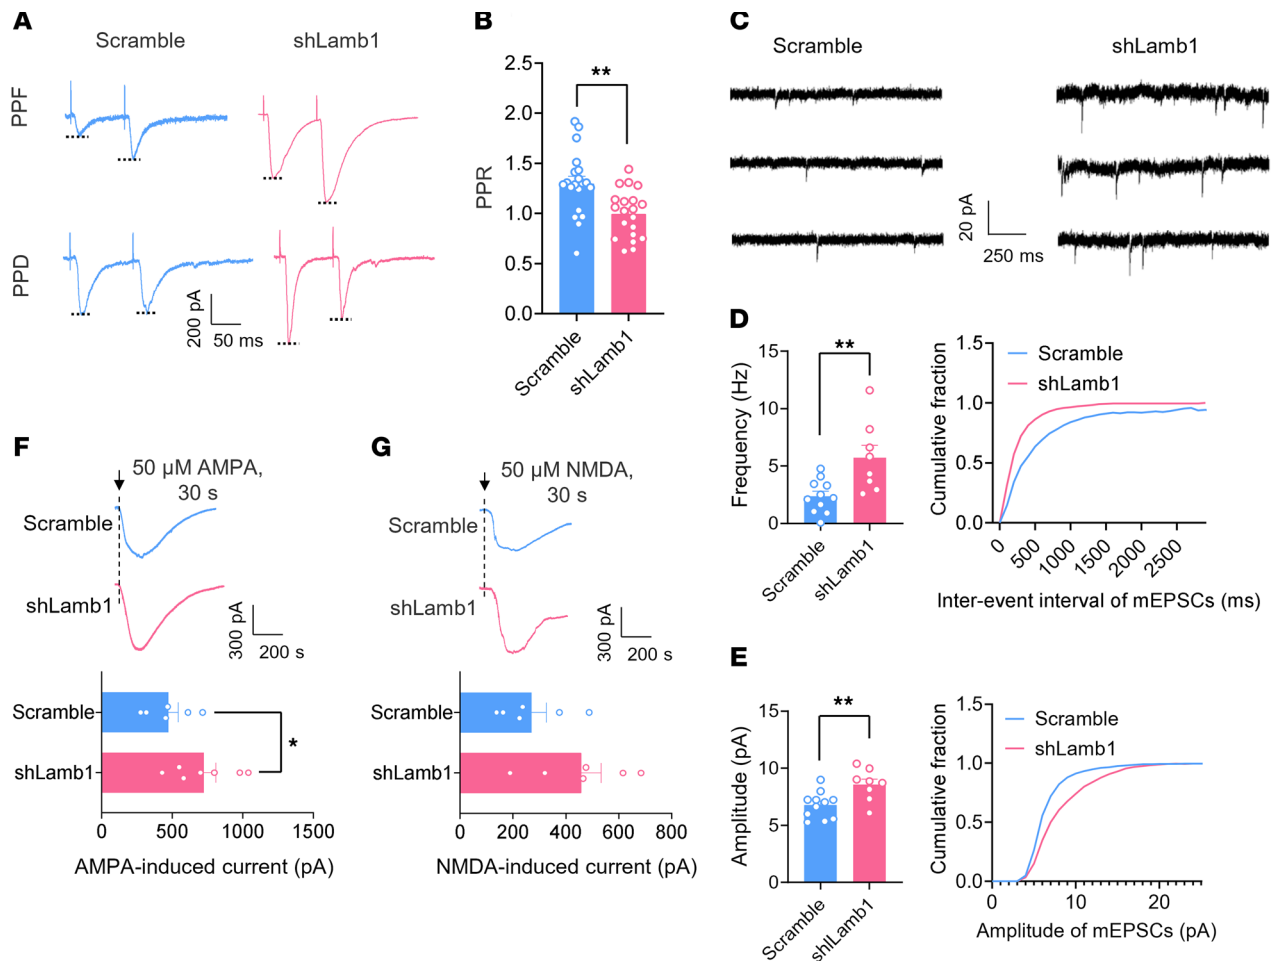 A
Scramble
shLamb1
PPF
PPD
200 pA
50 ms
B
PPR
2.5
2.0
1.5
1.0
0.5
0.0
**
Scramble
shLamb1
C
Scramble
shLamb1
20 pA
250 ms
D
Frequency (Hz)
15
10
5
0
**
Scramble
shLamb1
Cumulative fraction
1.5
1.0
0.5
0.0
Scramble
shLamb1
0
500
1000
1500
2000
2500
Inter-event interval of mEPSCs (ms)
E
Amplitude (pA)
15
10
5
0
**
Scramble
shlLamb1
Cumulative fraction
1.5
1.0
0.5
0.0
Scramble
shLamb1
0
10
20
Amplitude of mEPSCs (pA)
F
50 µM AMPA,
30 s
Scramble
shLamb1
300 pA
200 s
Scramble
shLamb1
*
0
500
1000
1500
AMPA-induced current (pA)
G
50 µM NMDA,
30 s
Scramble
shLamb1
300 pA
200 s
Scramble
shLamb1
0
200
400
600
800
NMDA-induced current (pA)